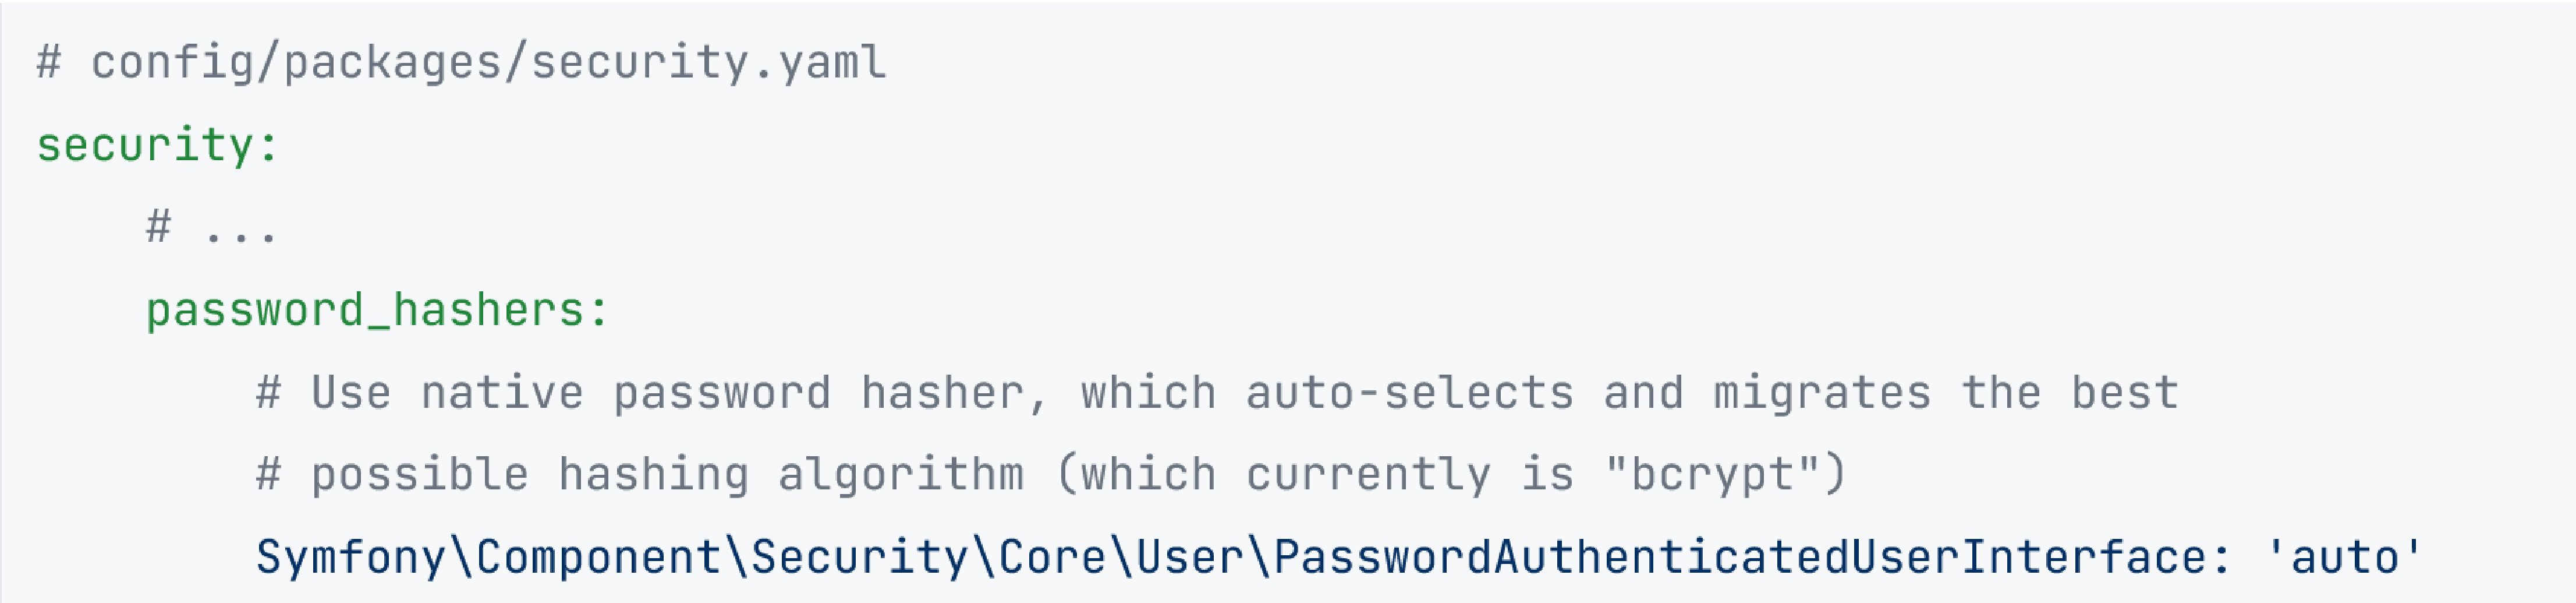 # config/packages/security.yaml
security:
    # ...
    password_hashers:
        # Use native password hasher, which auto-selects and migrates the best
        # possible hashing algorithm (which currently is "bcrypt")
        Symfony\Component\Security\Core\User\PasswordAuthenticatedUserInterface: 'auto'